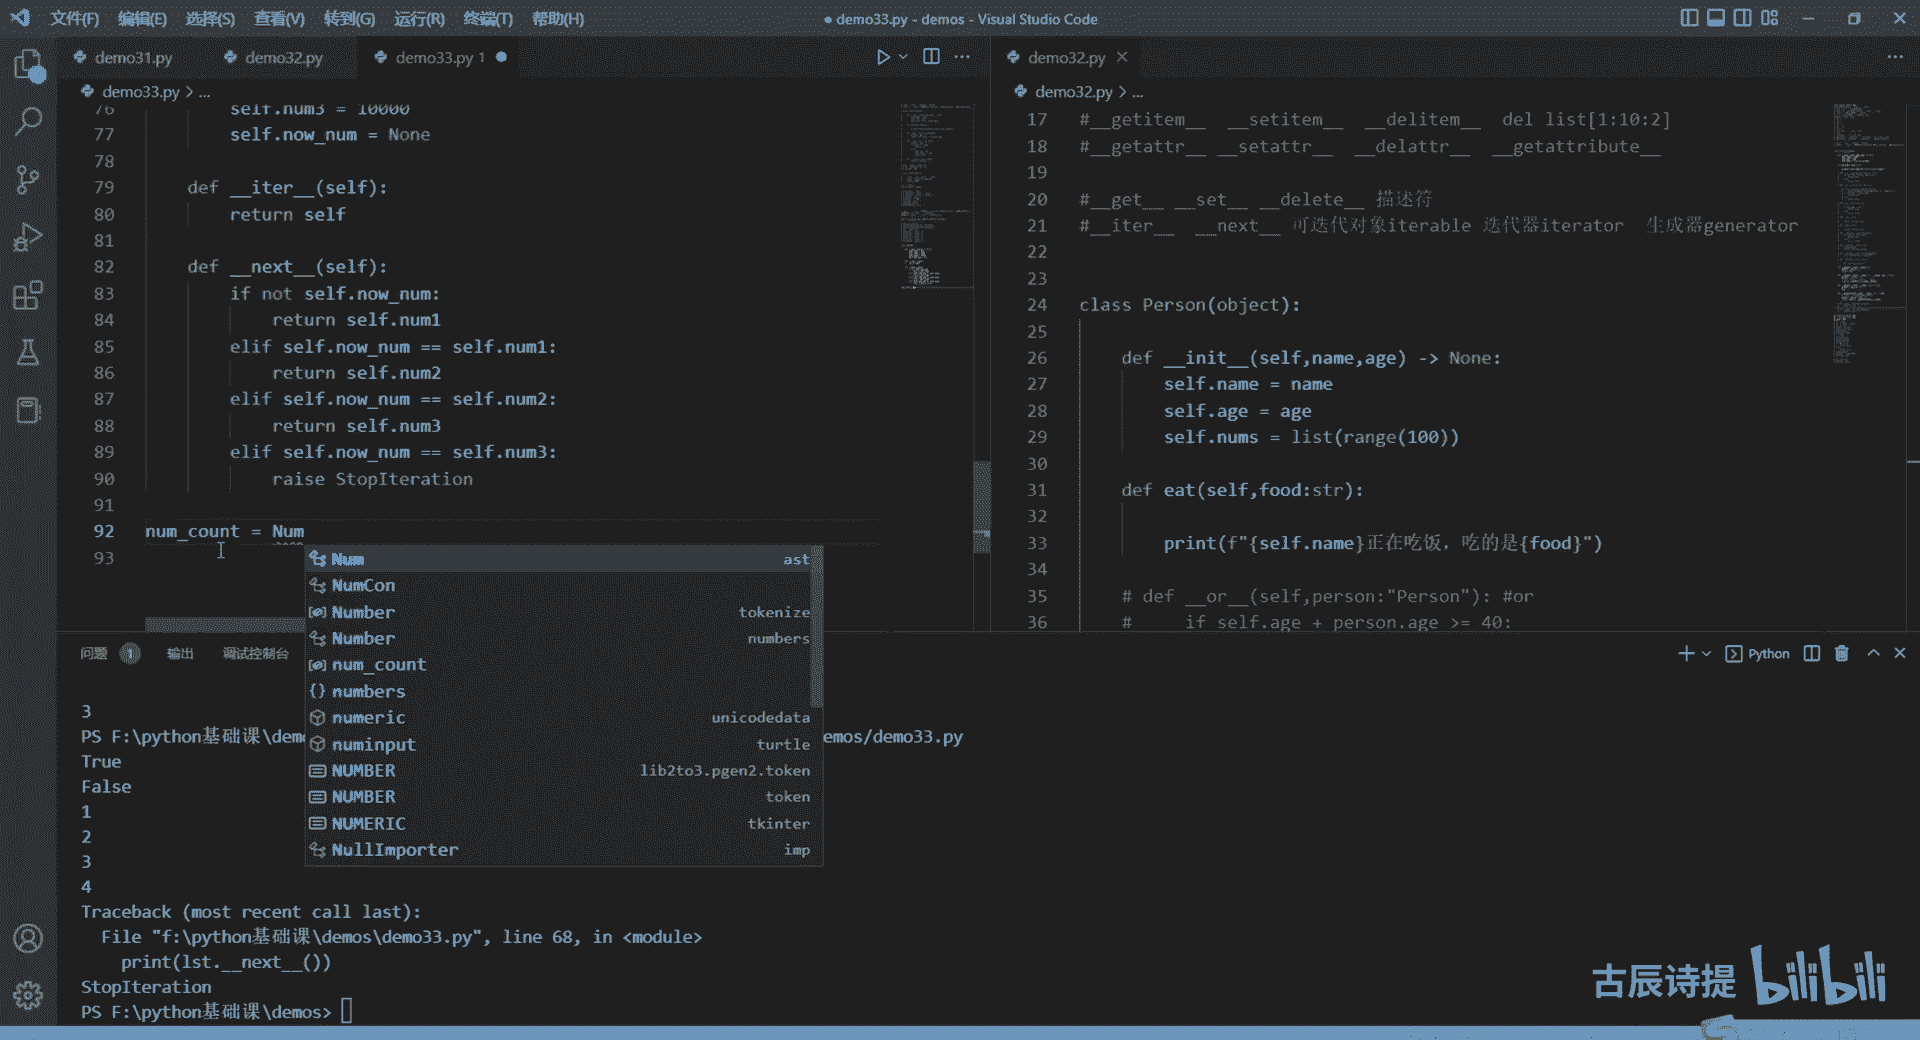 文件(F) 编辑(E) 选择(S) 查看(V) 转到(G) 运行(R) 终端(T) 帮助(H) ● demo33.py - demos - Visual Studio Code
demo31.py demo32.py demo33.py 1 ●
demo33.py > ...
76 self.num3 = 10000
77 self.now_num = None
78
79 def __iter__(self):
80 return self
81
82 def __next__(self):
83 if not self.now_num:
84 return self.num1
85 elif self.now_num == self.num1:
86 return self.num2
87 elif self.now_num == self.num2:
88 return self.num3
89 elif self.now_num == self.num3:
90 raise StopIteration
91
92 num_count = Num
93
Num ast
NumCon
Number tokenize
Number numbers
num_count
numbers
numeric unicodedata
numinput turtle
NUMBER lib2to3.pgen2.token
NUMBER token
NUMERIC tkinter
NullImporter imp
demo32.py
demo32.py > ...
17 #__getitem__ __setitem__ __delitem__ del list[1:10:2]
18 #__getattr__ __setattr__ __delattr__ __getattribute__
19
20 #__get__ __set__ __delete__ 描述符
21 #__iter__ __next__ 可迭代对象iterable 迭代器iterator 生成器generator
22
23
24 class Person(object):
25
26 def __init__(self,name,age) -> None:
27 self.name = name
28 self.age = age
29 self.nums = list(range(100))
30
31 def eat(self,food:str):
32
33 print(f"{self.name}正在吃饭，吃的是{food}")
34
35 # def __or__(self,person:"Person"): #or
36 # if self.age + person.age >= 40:
问题 1 输出 调试控制台
Python
3
PS F:\python基础课\demo emos/demo33.py
True
False
1
2
3
4
Traceback (most recent call last):
File "f:\python基础课\demos\demo33.py", line 68, in <module>
print(lst.__next__())
StopIteration
PS F:\python基础课\demos>
古辰诗提 bilibili